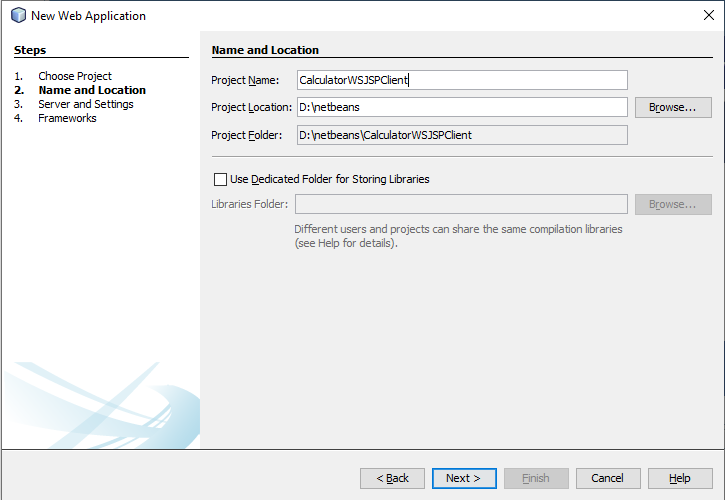 New Web Application
Steps
1. Choose Project
2. Name and Location
3. Server and Settings
4. Frameworks
Name and Location
Project Name: CalculatorWSJSPClient
Project Location: D:\netbeans Browse...
Project Folder: D:\netbeans\CalculatorWSJSPClient
Use Dedicated Folder for Storing Libraries
Libraries Folder: Browse...
Different users and projects can share the same compilation libraries
(see Help for details).
< Back Next > Finish Cancel Help